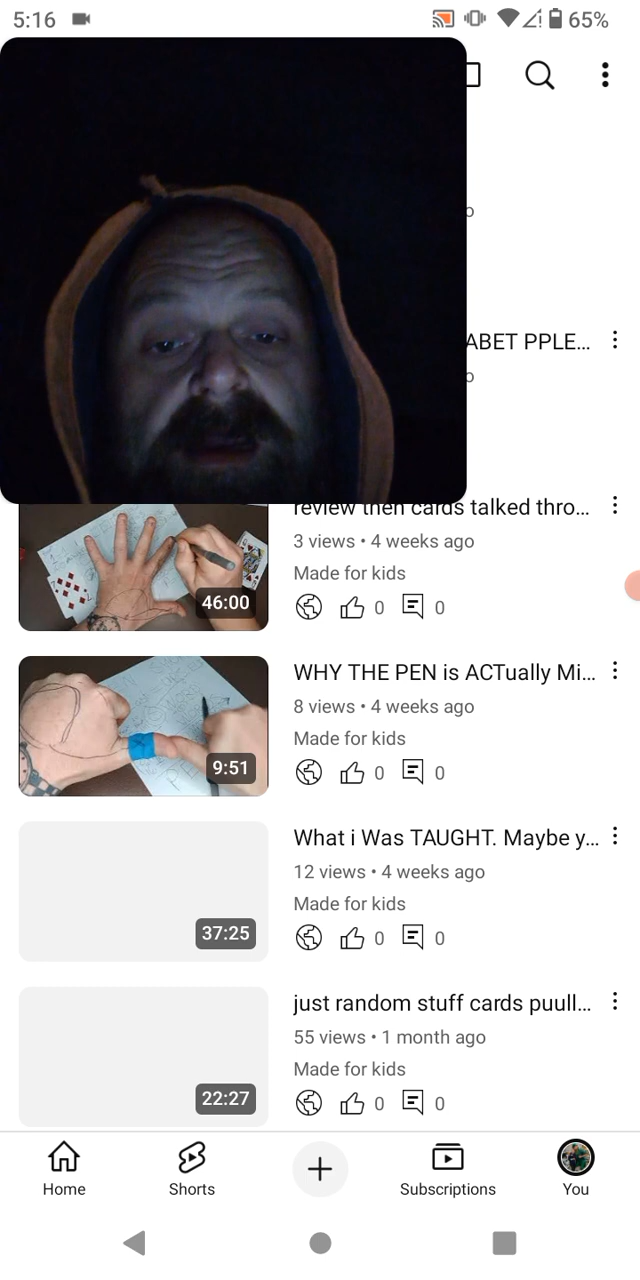 5:16
65%
o
ABET PPLE...
o
review then cards talked thro...
3 views • 4 weeks ago
Made for kids
0 0
46:00
WHY THE PEN is ACTually Mi...
8 views • 4 weeks ago
Made for kids
0 0
9:51
What i Was TAUGHT. Maybe y...
12 views • 4 weeks ago
Made for kids
0 0
37:25
just random stuff cards puull...
55 views • 1 month ago
Made for kids
0 0
22:27
Home Shorts Subscriptions You